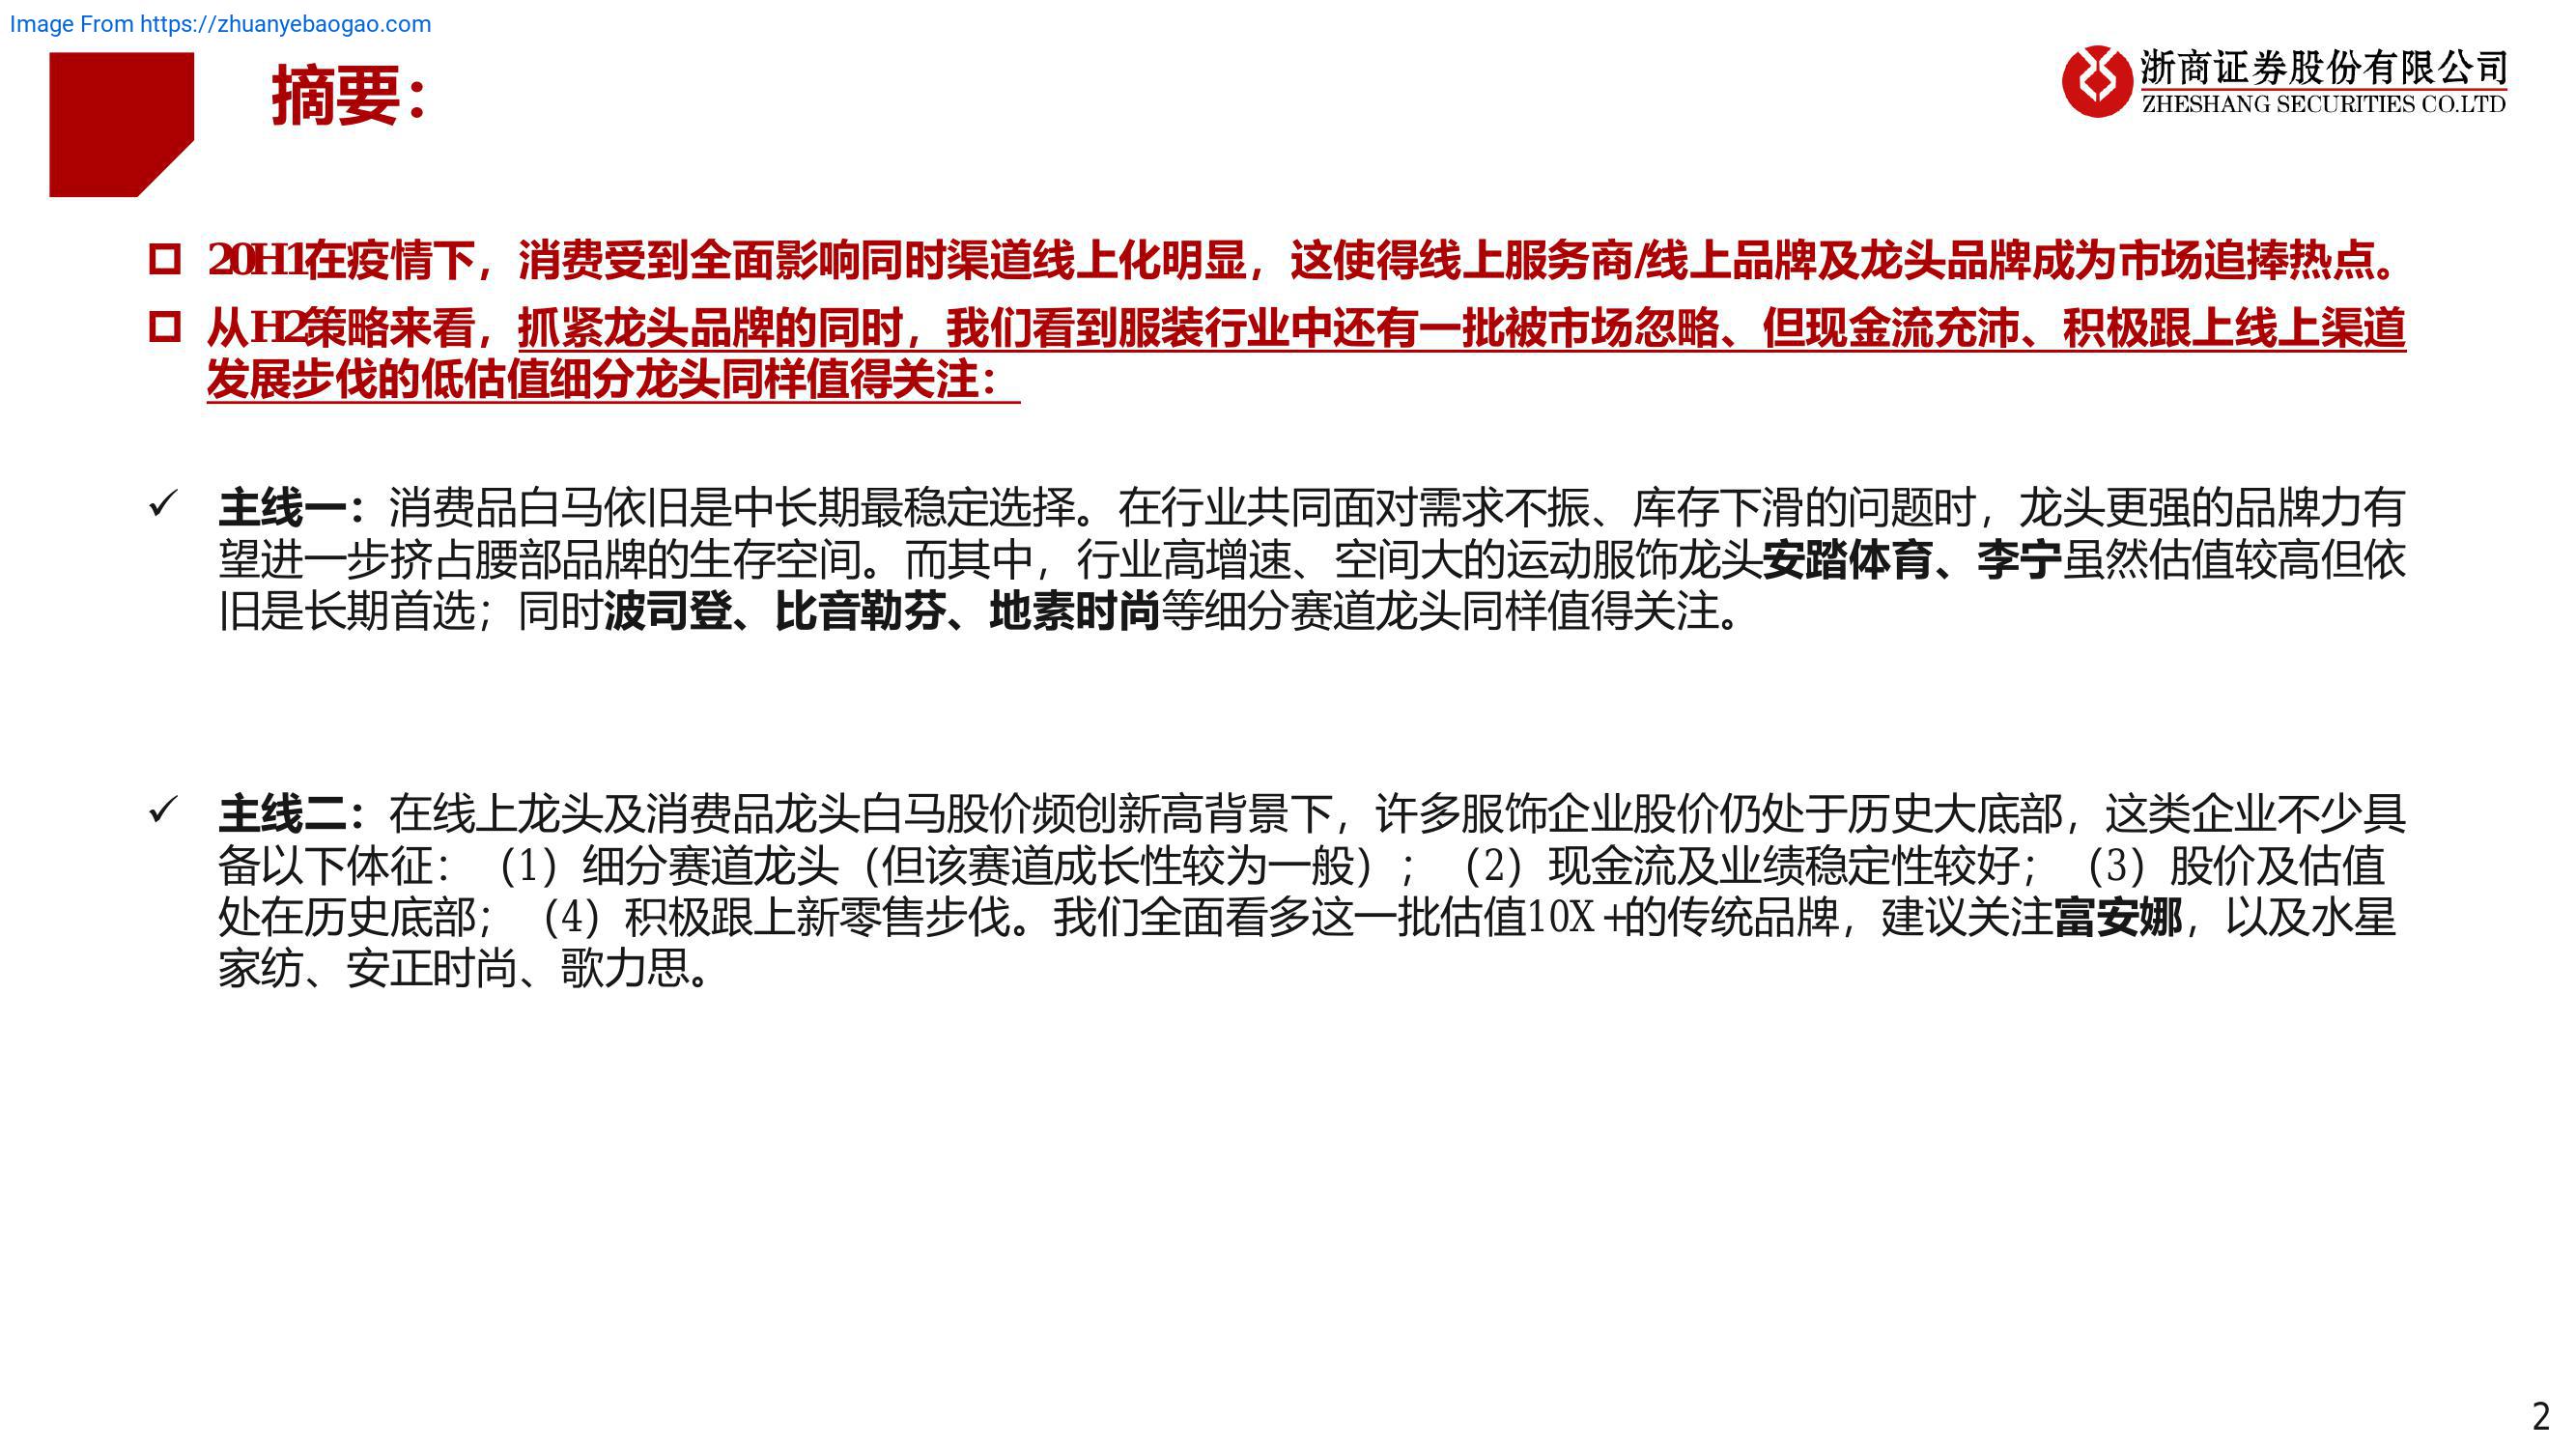 Image From https://zhuanyebaogao.com
摘要：
浙商证券股份有限公司
ZHESHANG SECURITIES CO.LTD
20H1在疫情下，消费受到全面影响同时渠道线上化明显，这使得线上服务商/线上品牌及龙头品牌成为市场追捧热点。
从H2策略来看，抓紧龙头品牌的同时，我们看到服装行业中还有一批被市场忽略、但现金流充沛、积极跟上线上渠道
发展步伐的低估值细分龙头同样值得关注：
✓ 主线一：消费品白马依旧是中长期最稳定选择。在行业共同面对需求不振、库存下滑的问题时，龙头更强的品牌力有
望进一步挤占腰部品牌的生存空间。而其中，行业高增速、空间大的运动服饰龙头安踏体育、李宁虽然估值较高但依
旧是长期首选；同时波司登、比音勒芬、地素时尚等细分赛道龙头同样值得关注。
✓ 主线二：在线上龙头及消费品龙头白马股价频创新高背景下，许多服饰企业股价仍处于历史大底部，这类企业不少具
备以下体征：（1）细分赛道龙头（但该赛道成长性较为一般）；（2）现金流及业绩稳定性较好；（3）股价及估值
处在历史底部；（4）积极跟上新零售步伐。我们全面看多这一批估值10X+的传统品牌，建议关注富安娜，以及水星
家纺、安正时尚、歌力思。
2